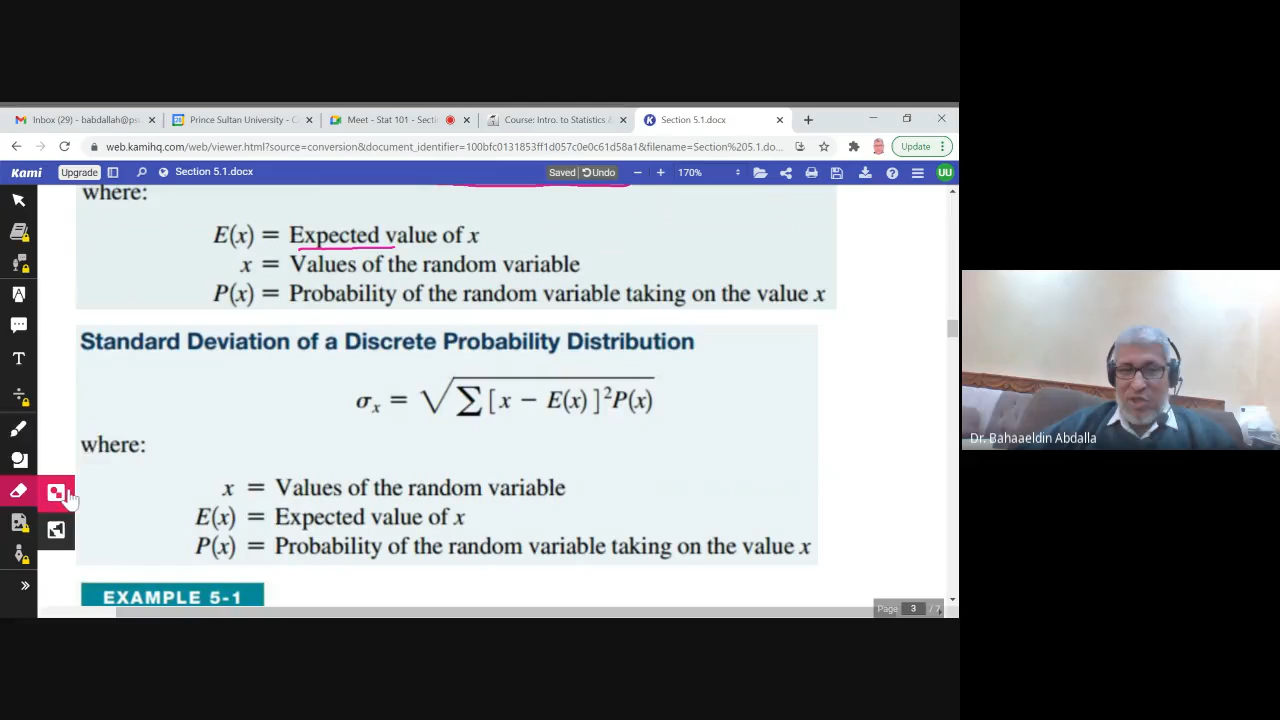 Inbox (29) - babdallah@ps
Prince Sultan University - C
Meet - Stat 101 - Secti
Course: Intro. to Statistics &
Section 5.1.docx
web.kamihq.com/web/viewer.html?source=conversion&document_identifier=100bfc0131853ff1d057c0e0c61d58a1&filename=Section%205.1.do...
Update
Kami
Upgrade
Section 5.1.docx
Saved
Undo
170%
UU
where:
E(x) = Expected value of x
x = Values of the random variable
P(x) = Probability of the random variable taking on the value x
Standard Deviation of a Discrete Probability Distribution
σx = √∑[x − E(x)]²P(x)
where:
x = Values of the random variable
E(x) = Expected value of x
P(x) = Probability of the random variable taking on the value x
EXAMPLE 5-1
Page 3 / 7
Dr. Bahaaeldin Abdalla